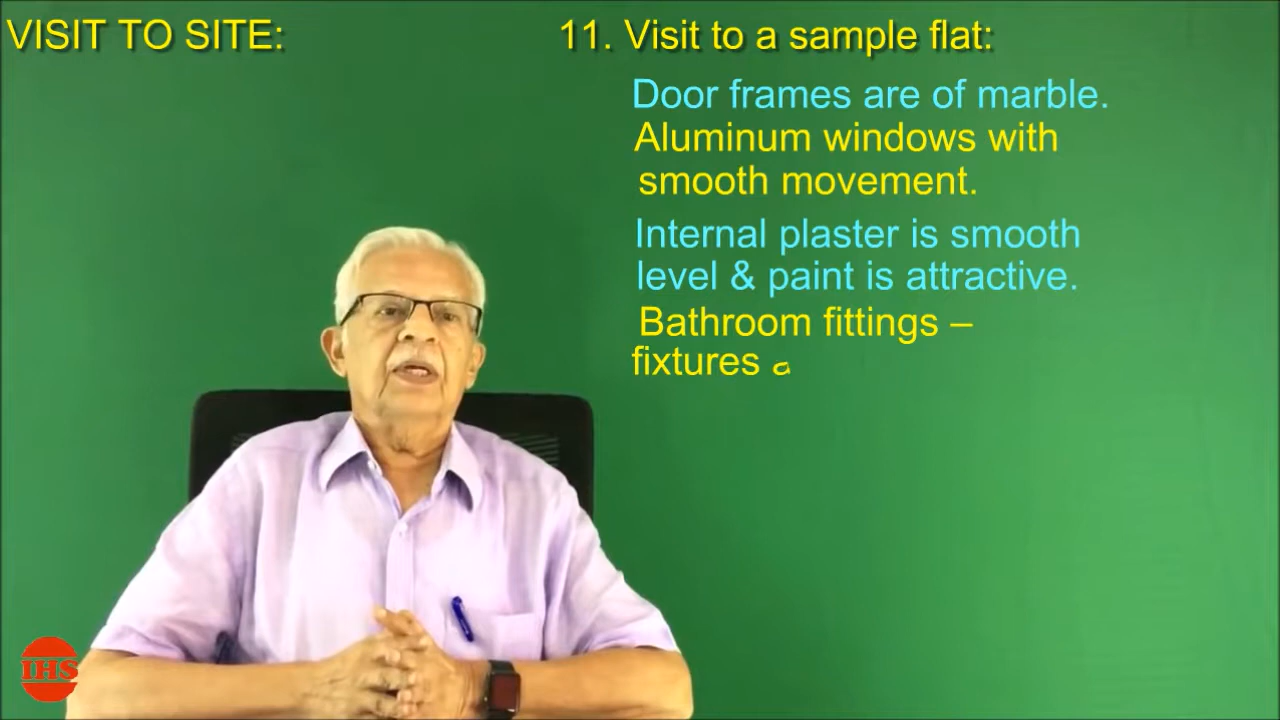 VISIT TO SITE:
11. Visit to a sample flat:
Door frames are of marble.
Aluminum windows with
smooth movement.
Internal plaster is smooth
level & paint is attractive.
Bathroom fittings –
fixtures a
IHS